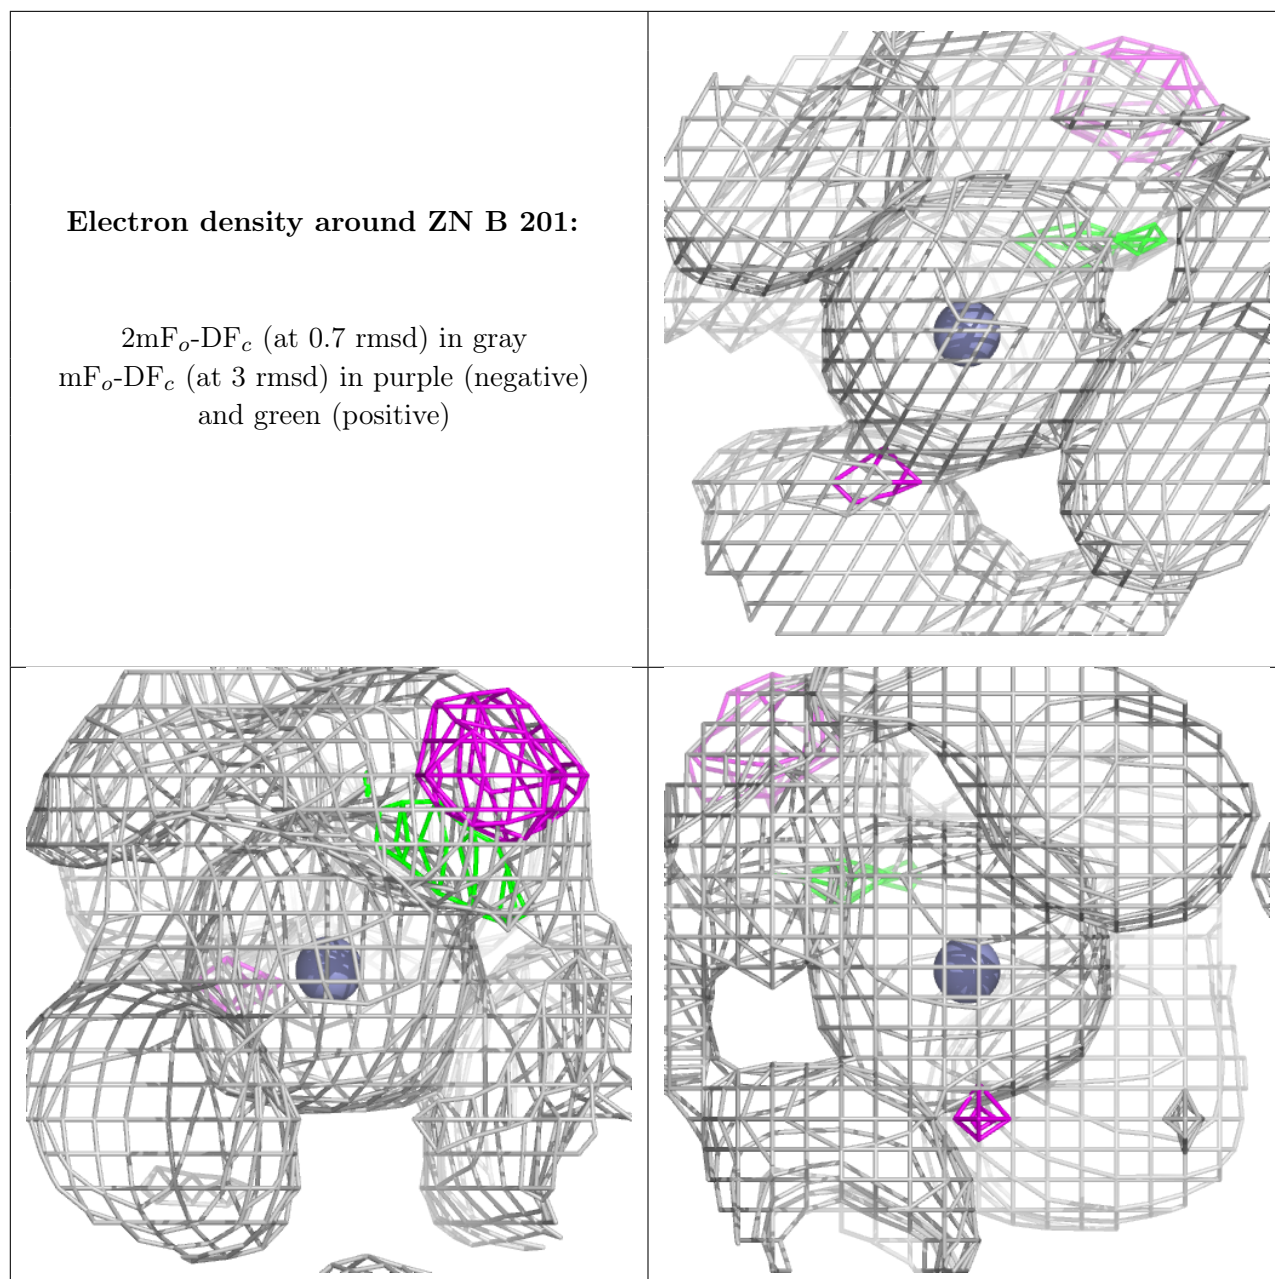 Electron density around ZN B 201:
2mFo-DFc (at 0.7 rmsd) in gray
mFo-DFc (at 3 rmsd) in purple (negative)
and green (positive)